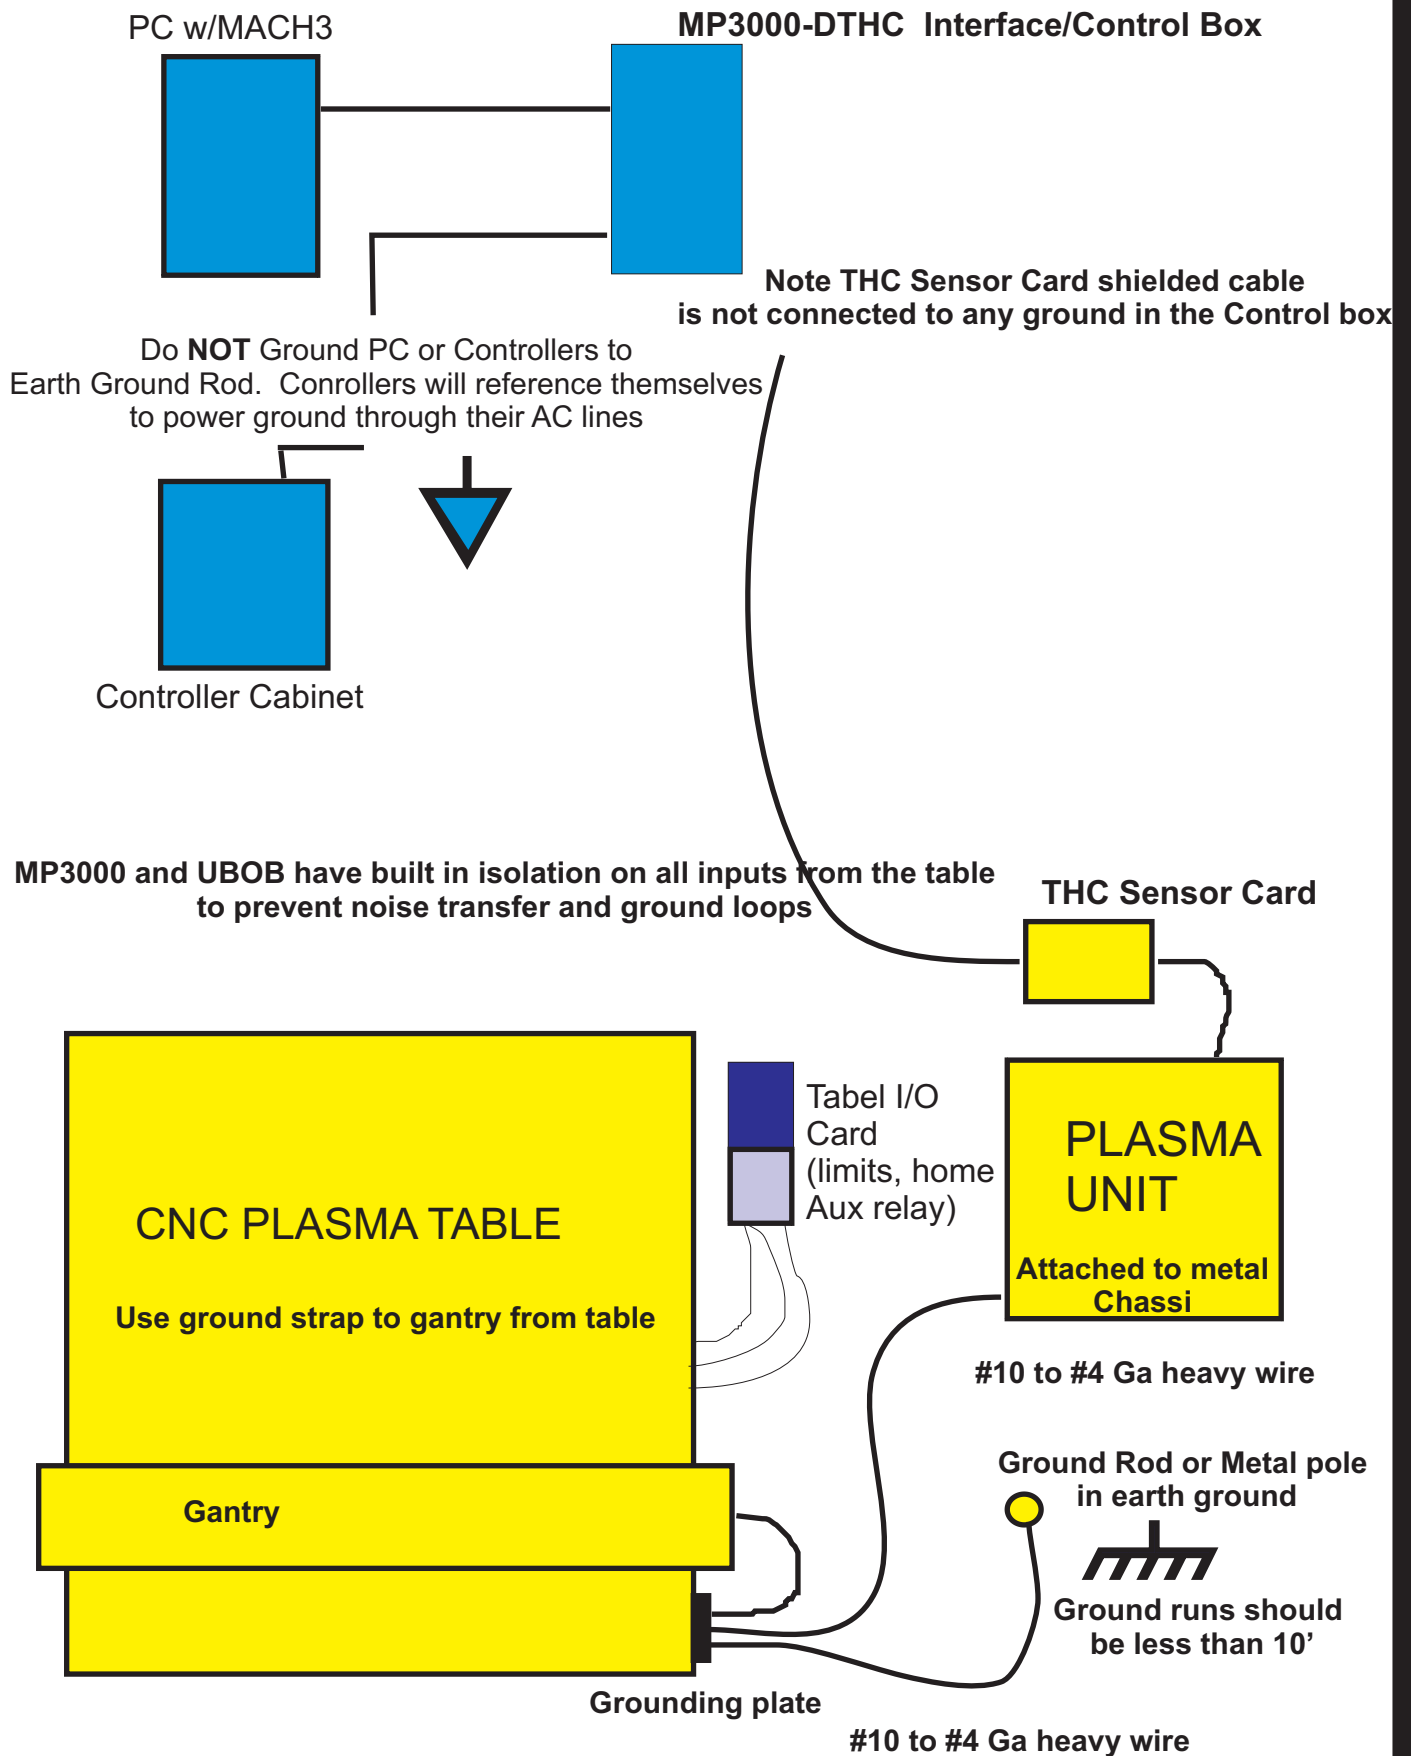 PC w/MACH3
MP3000-DTHC  Interface/Control Box
Note THC Sensor Card shielded cable
is not connected to any ground in the Control box
Do NOT Ground PC or Controllers to
Earth Ground Rod.  Conrollers will reference themselves
to power ground through their AC lines
Controller Cabinet
MP3000 and UBOB have built in isolation on all inputs from the table
to prevent noise transfer and ground loops
THC Sensor Card
Tabel I/O
Card
(limits, home
Aux relay)
PLASMA
UNIT
Attached to metal
Chassi
CNC PLASMA TABLE
Use ground strap to gantry from table
#10 to #4 Ga heavy wire
Ground Rod or Metal pole
in earth ground
Gantry
Ground runs should
be less than 10’
Grounding plate
#10 to #4 Ga heavy wire